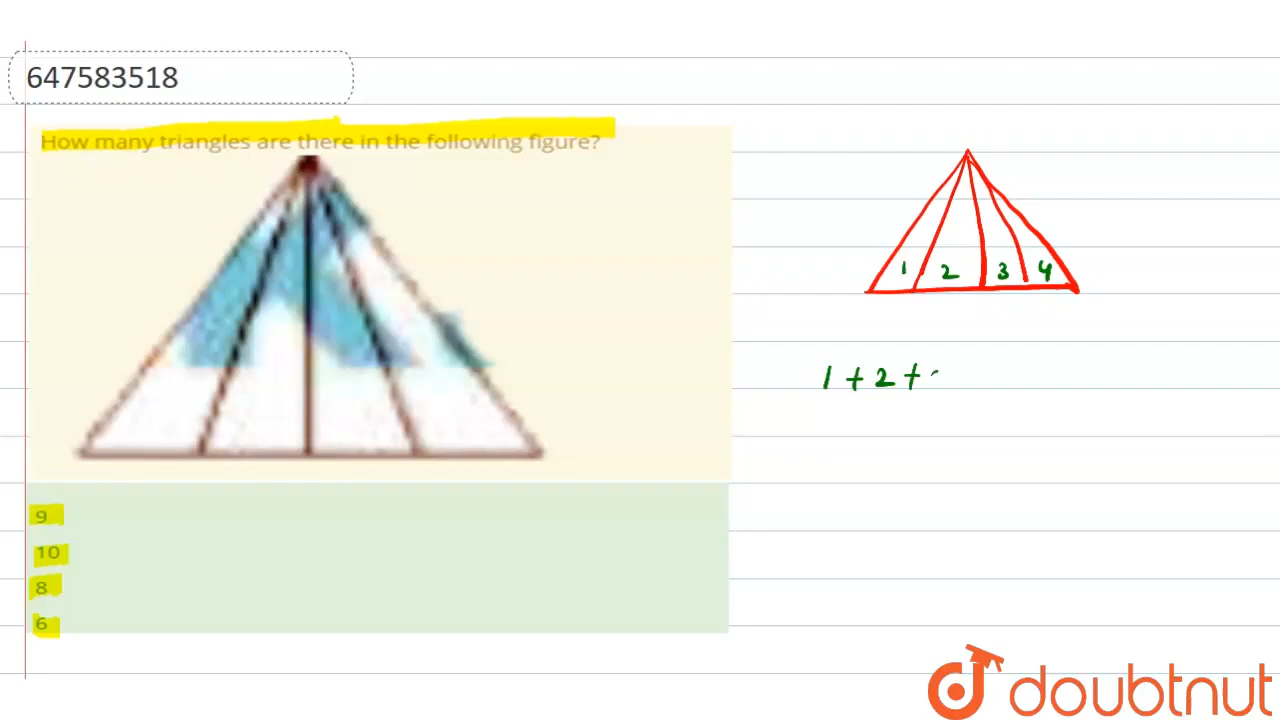 647583518
How many triangles are there in the following figure?
1 2 3 4
1 + 2 +
9
10
8
6
doubtnut